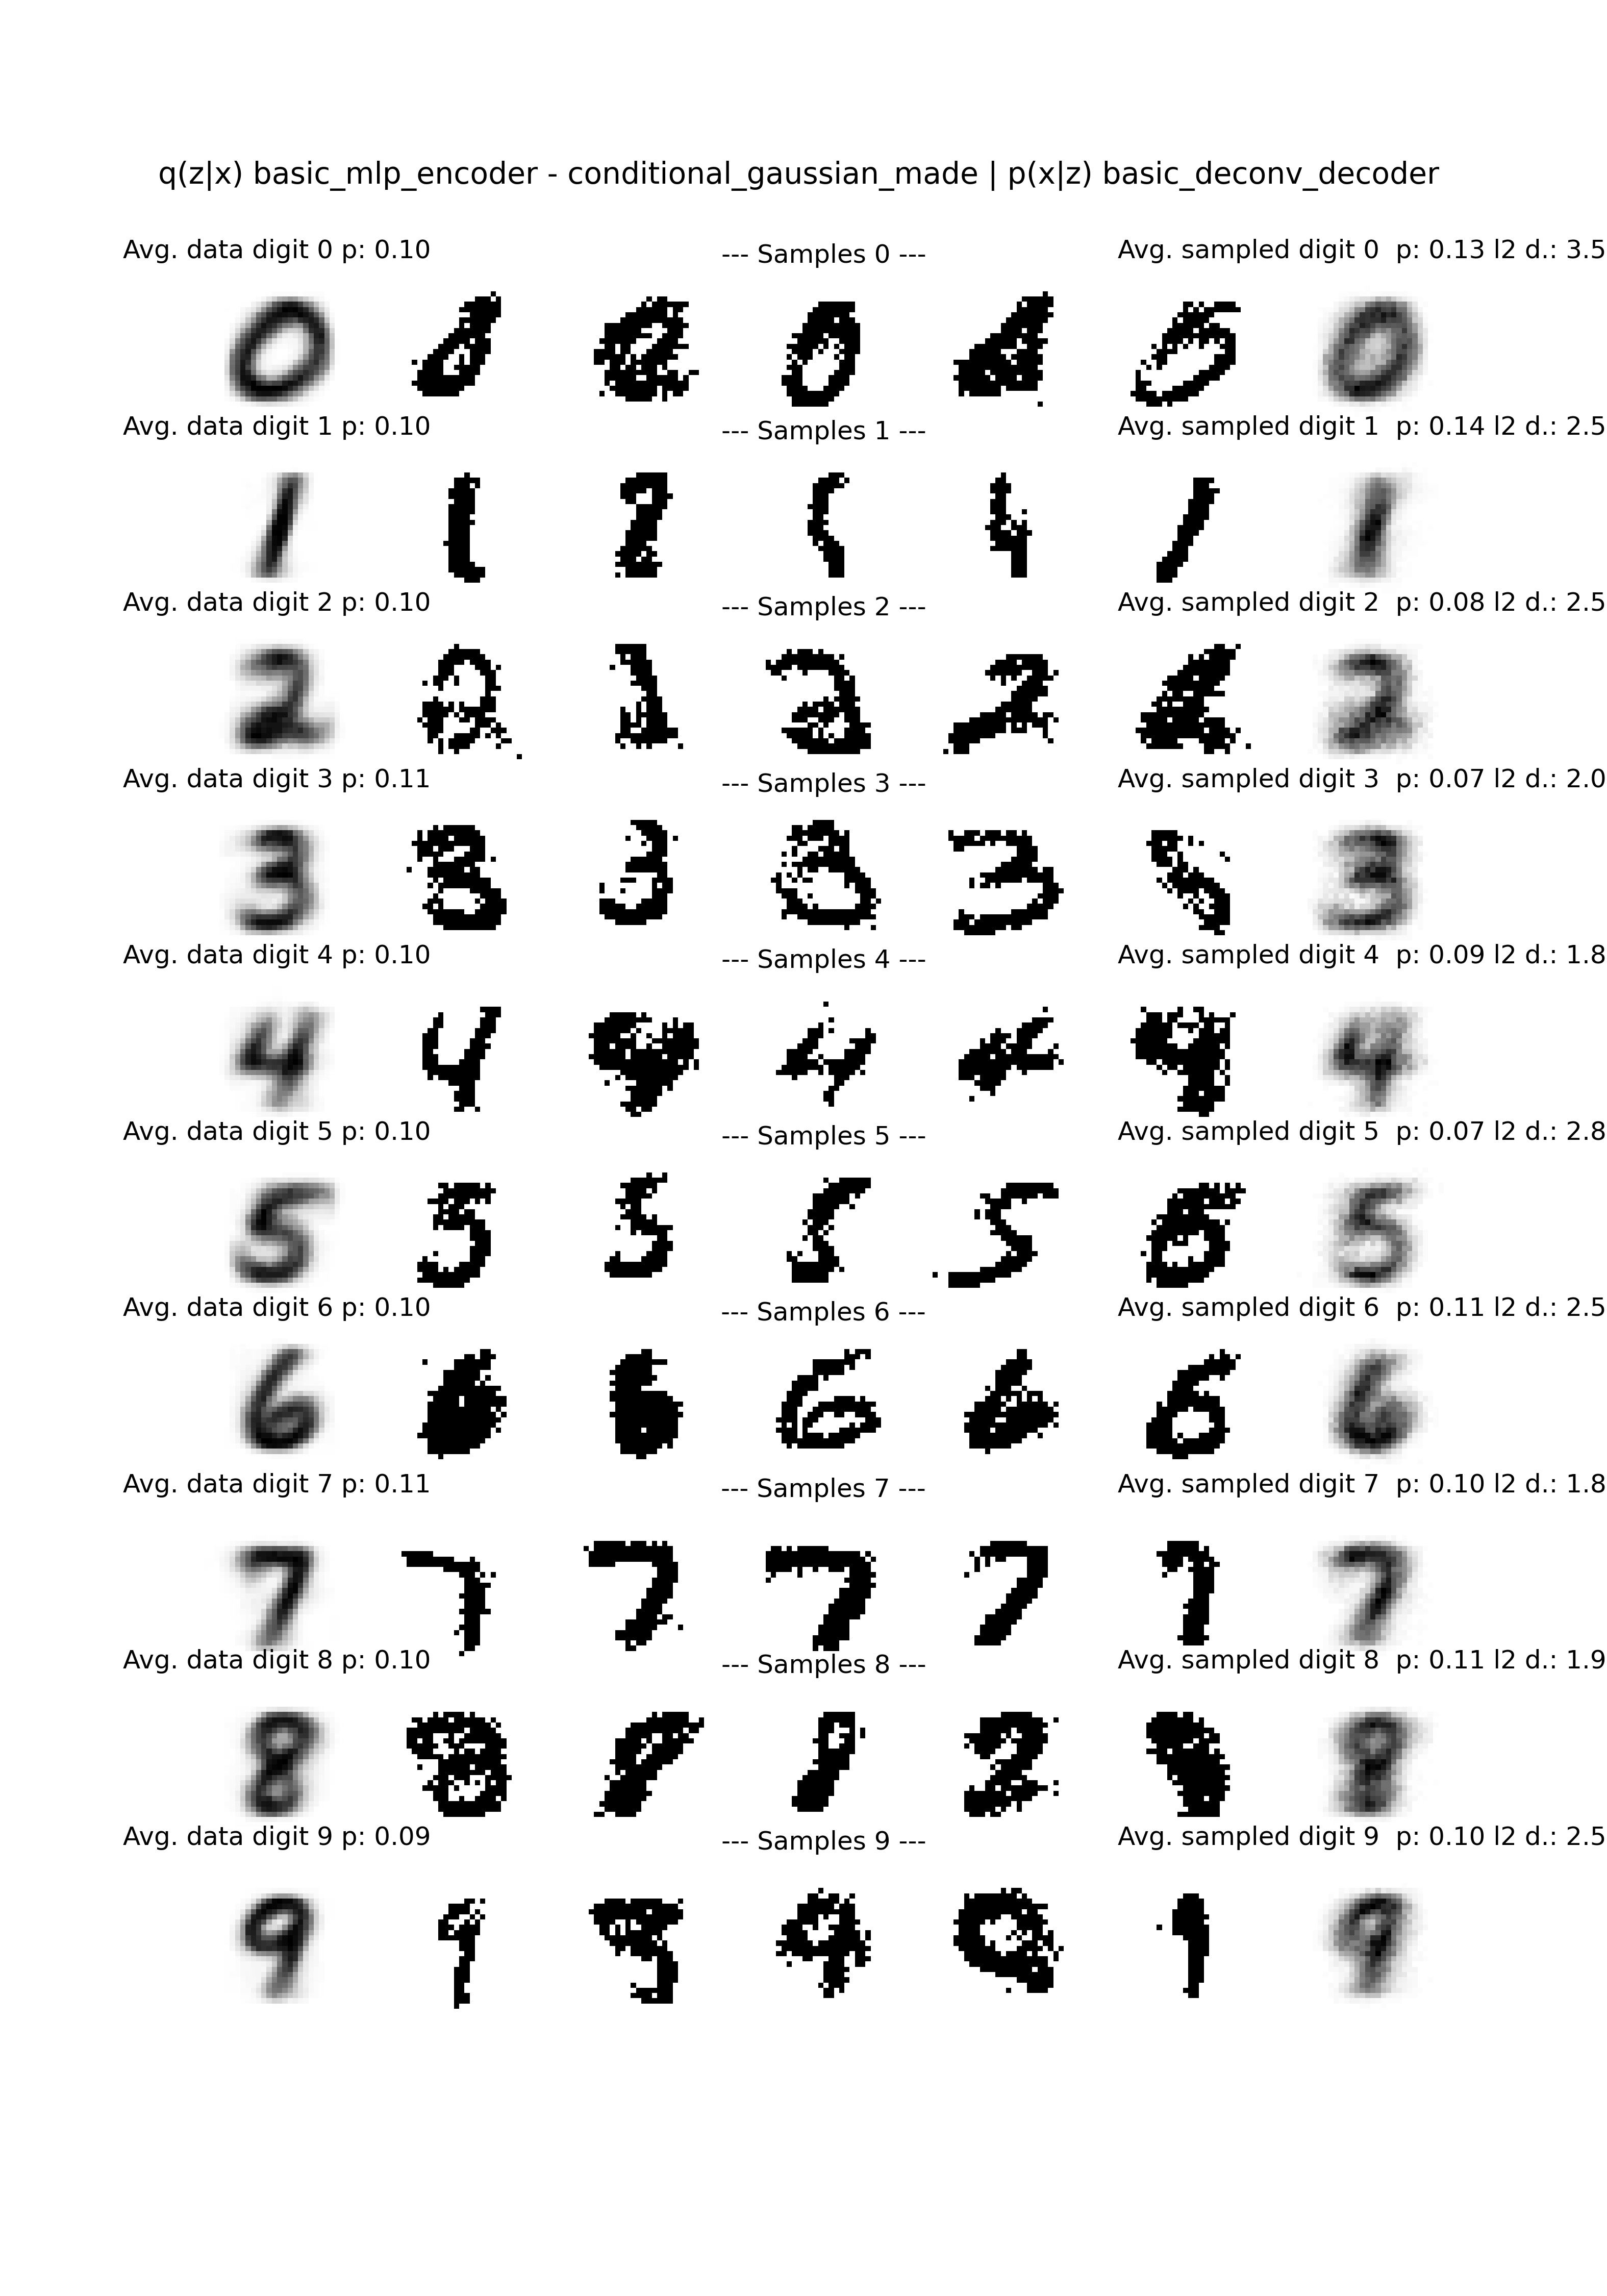 q(z|x) basic_mlp_encoder - conditional_gaussian_made | p(x|z) basic_deconv_decoder
Avg. data digit 0 p: 0.10 --- Samples 0 --- Avg. sampled digit 0 p: 0.13 l2 d.: 3.5
Avg. data digit 1 p: 0.10 --- Samples 1 --- Avg. sampled digit 1 p: 0.14 l2 d.: 2.5
Avg. data digit 2 p: 0.10 --- Samples 2 --- Avg. sampled digit 2 p: 0.08 l2 d.: 2.5
Avg. data digit 3 p: 0.11 --- Samples 3 --- Avg. sampled digit 3 p: 0.07 l2 d.: 2.0
Avg. data digit 4 p: 0.10 --- Samples 4 --- Avg. sampled digit 4 p: 0.09 l2 d.: 1.8
Avg. data digit 5 p: 0.10 --- Samples 5 --- Avg. sampled digit 5 p: 0.07 l2 d.: 2.8
Avg. data digit 6 p: 0.10 --- Samples 6 --- Avg. sampled digit 6 p: 0.11 l2 d.: 2.5
Avg. data digit 7 p: 0.11 --- Samples 7 --- Avg. sampled digit 7 p: 0.10 l2 d.: 1.8
Avg. data digit 8 p: 0.10 --- Samples 8 --- Avg. sampled digit 8 p: 0.11 l2 d.: 1.9
Avg. data digit 9 p: 0.09 --- Samples 9 --- Avg. sampled digit 9 p: 0.10 l2 d.: 2.5